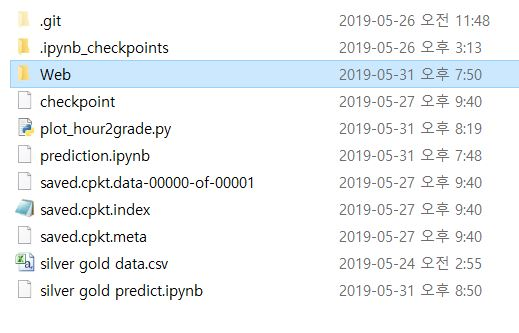 .git 2019-05-26 오전 11:48
.ipynb_checkpoints 2019-05-26 오후 3:13
Web 2019-05-31 오후 7:50
checkpoint 2019-05-27 오후 9:40
plot_hour2grade.py 2019-05-31 오후 8:19
prediction.ipynb 2019-05-31 오후 7:48
saved.cpkt.data-00000-of-00001 2019-05-27 오후 9:40
saved.cpkt.index 2019-05-27 오후 9:40
saved.cpkt.meta 2019-05-27 오후 9:40
silver gold data.csv 2019-05-24 오전 2:55
silver gold predict.ipynb 2019-05-31 오후 8:50